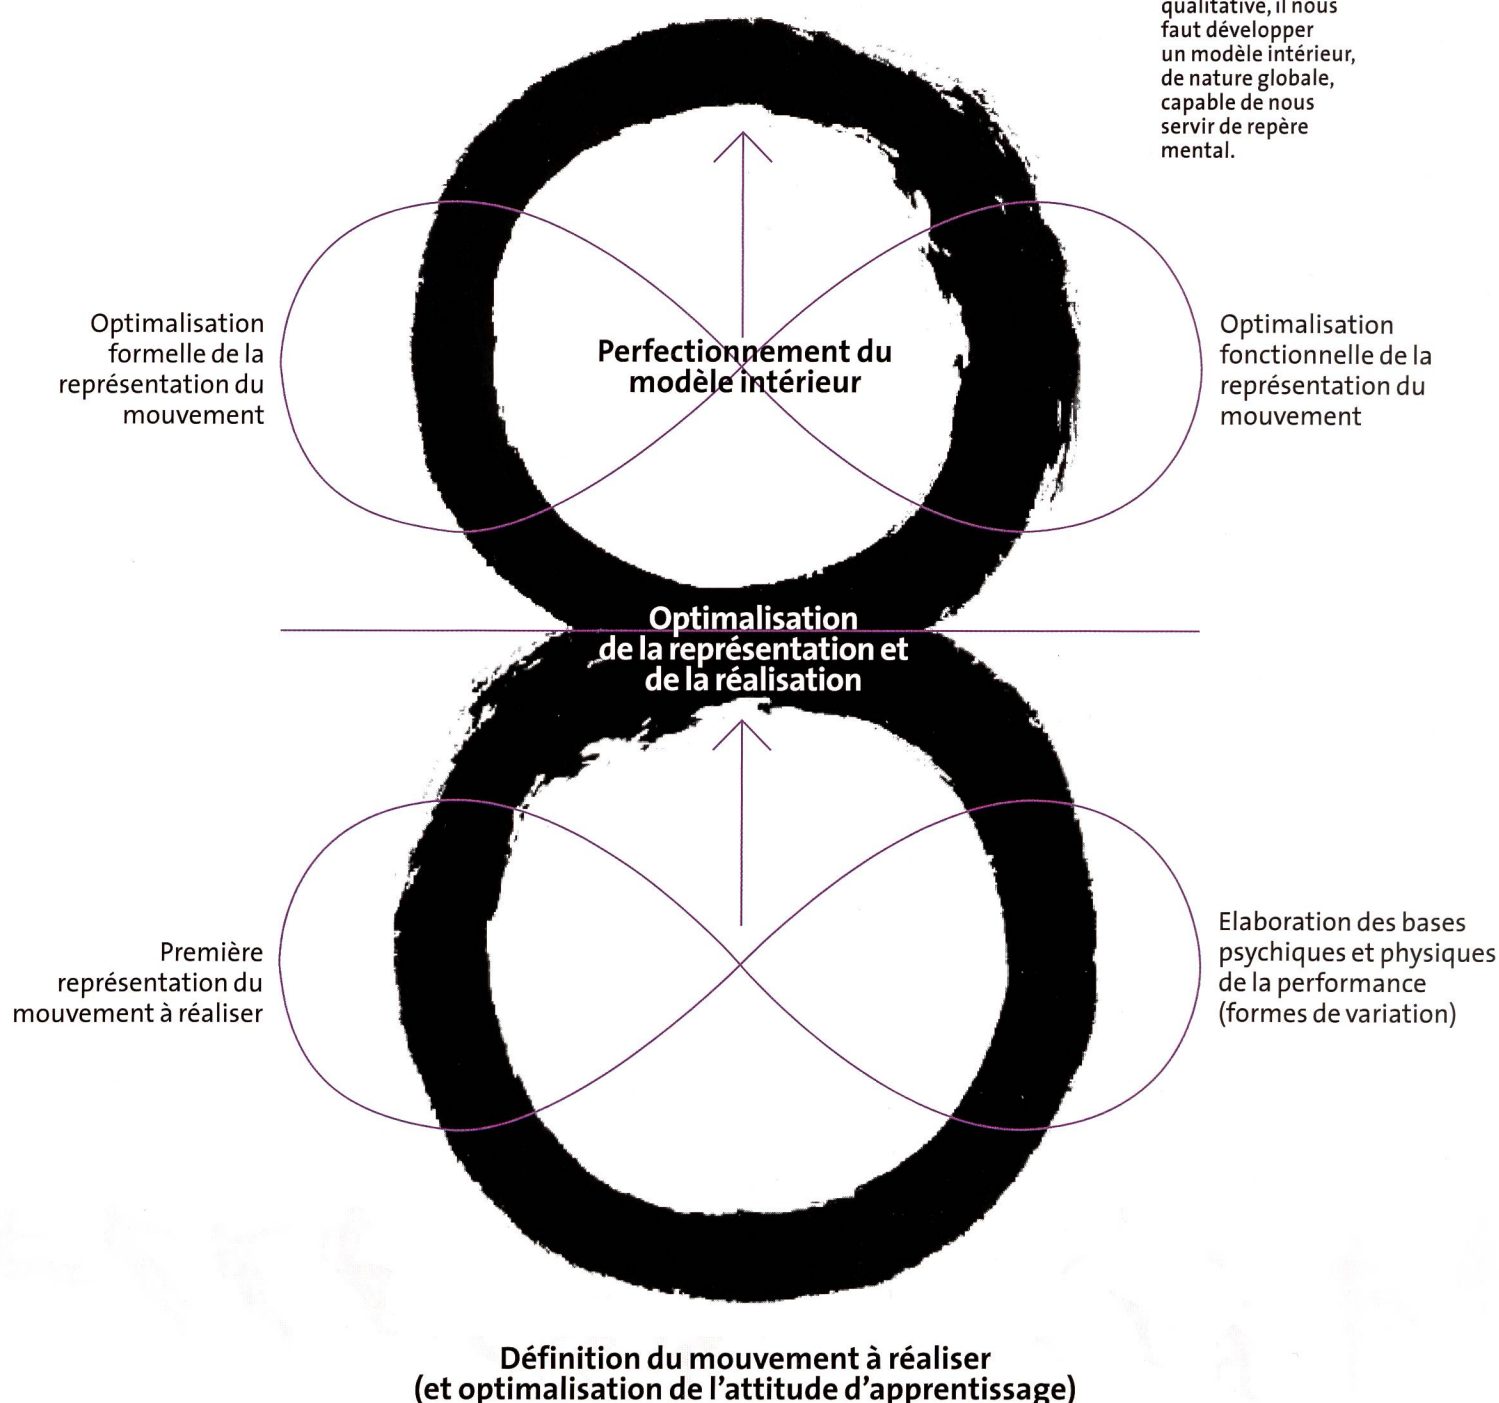 qualitative, il nous
faut développer
un modèle intérieur,
de nature globale,
capable de nous
servir de repère
mental.
Optimalisation
formelle de la
représentation du
mouvement
Perfectionnement du
modèle intérieur
Optimalisation
fonctionnelle de la
représentation du
mouvement
Optimalisation
de la représentation et
de la réalisation
Première
représentation du
mouvement à réaliser
Elaboration des bases
psychiques et physiques
de la performance
(formes de variation)
Définition du mouvement à réaliser
(et optimalisation de l'attitude d'apprentissage)